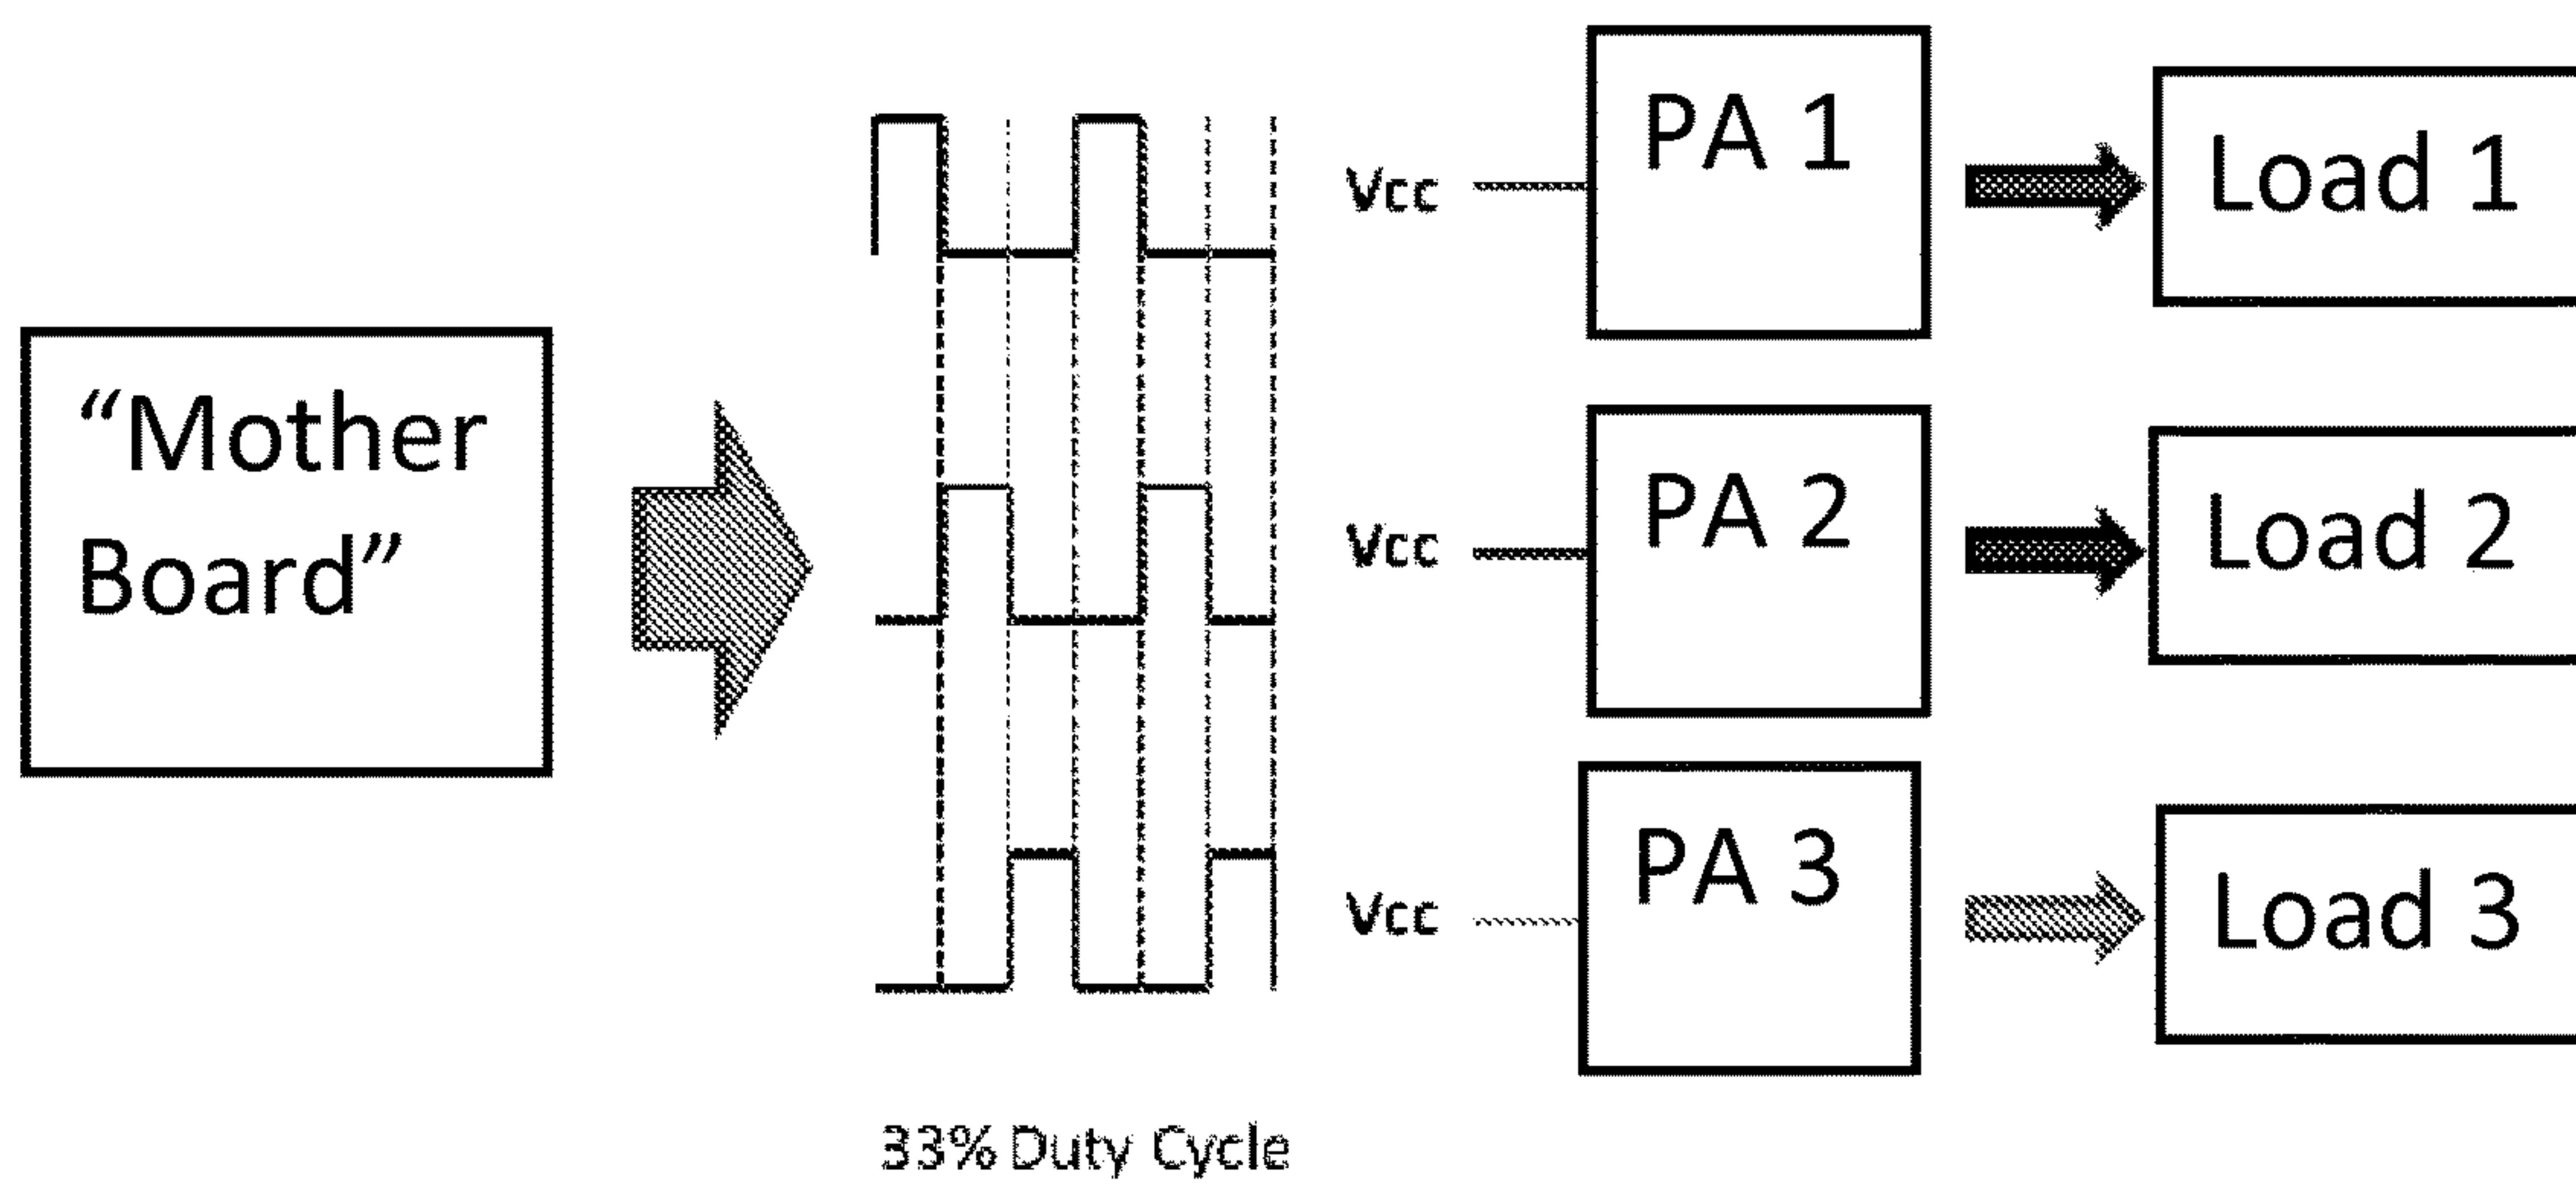 “Mother
Board”
33% Duty Cycle
Vcc
PA 1
Load 1
Vcc
PA 2
Load 2
Vcc
PA 3
Load 3